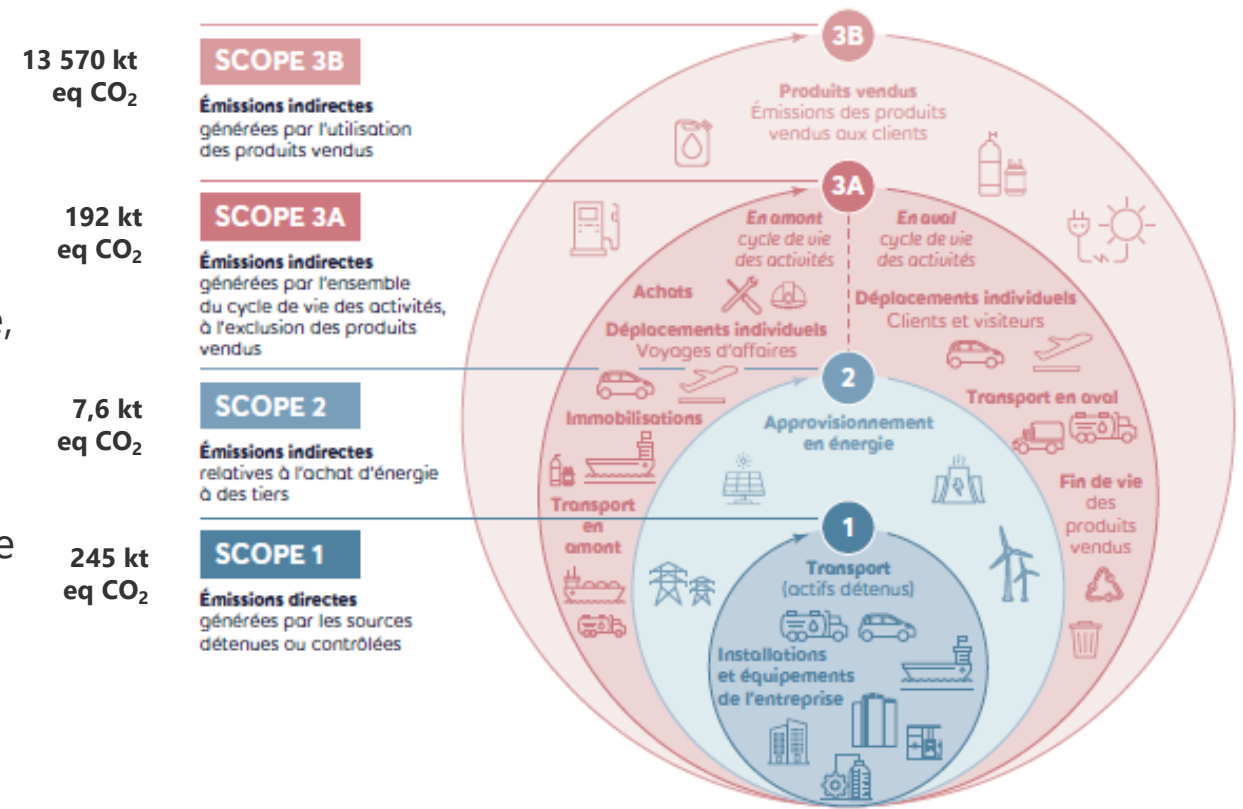 13 570 kt
eq CO₂
SCOPE 3B
Émissions indirectes
générées par l'utilisation
des produits vendus
192 kt
eq CO₂
SCOPE 3A
Émissions indirectes
générées par l'ensemble
du cycle de vie des activités,
à l'exclusion des produits
vendus
e,
7,6 kt
eq CO₂
SCOPE 2
Émissions indirectes
relatives à l'achat d'énergie
à des tiers
e
245 kt
eq CO₂
SCOPE 1
Émissions directes
générées par les sources
détenues ou contrôlées
3B
Produits vendus
Émissions des produits
vendus aux clients
3A
En amont
cycle de vie
des activités
En aval
cycle de vie
des activités
Achats
Déplacements individuels
Voyages d'affaires
Déplacements individuels
Clients et visiteurs
Immobilisations
Transport en aval
Transport
en
amont
Fin de vie
des
produits
vendus
2
Approvisionnement
en énergie
1
Transport
(actifs détenus)
Installations
et équipements
de l'entreprise